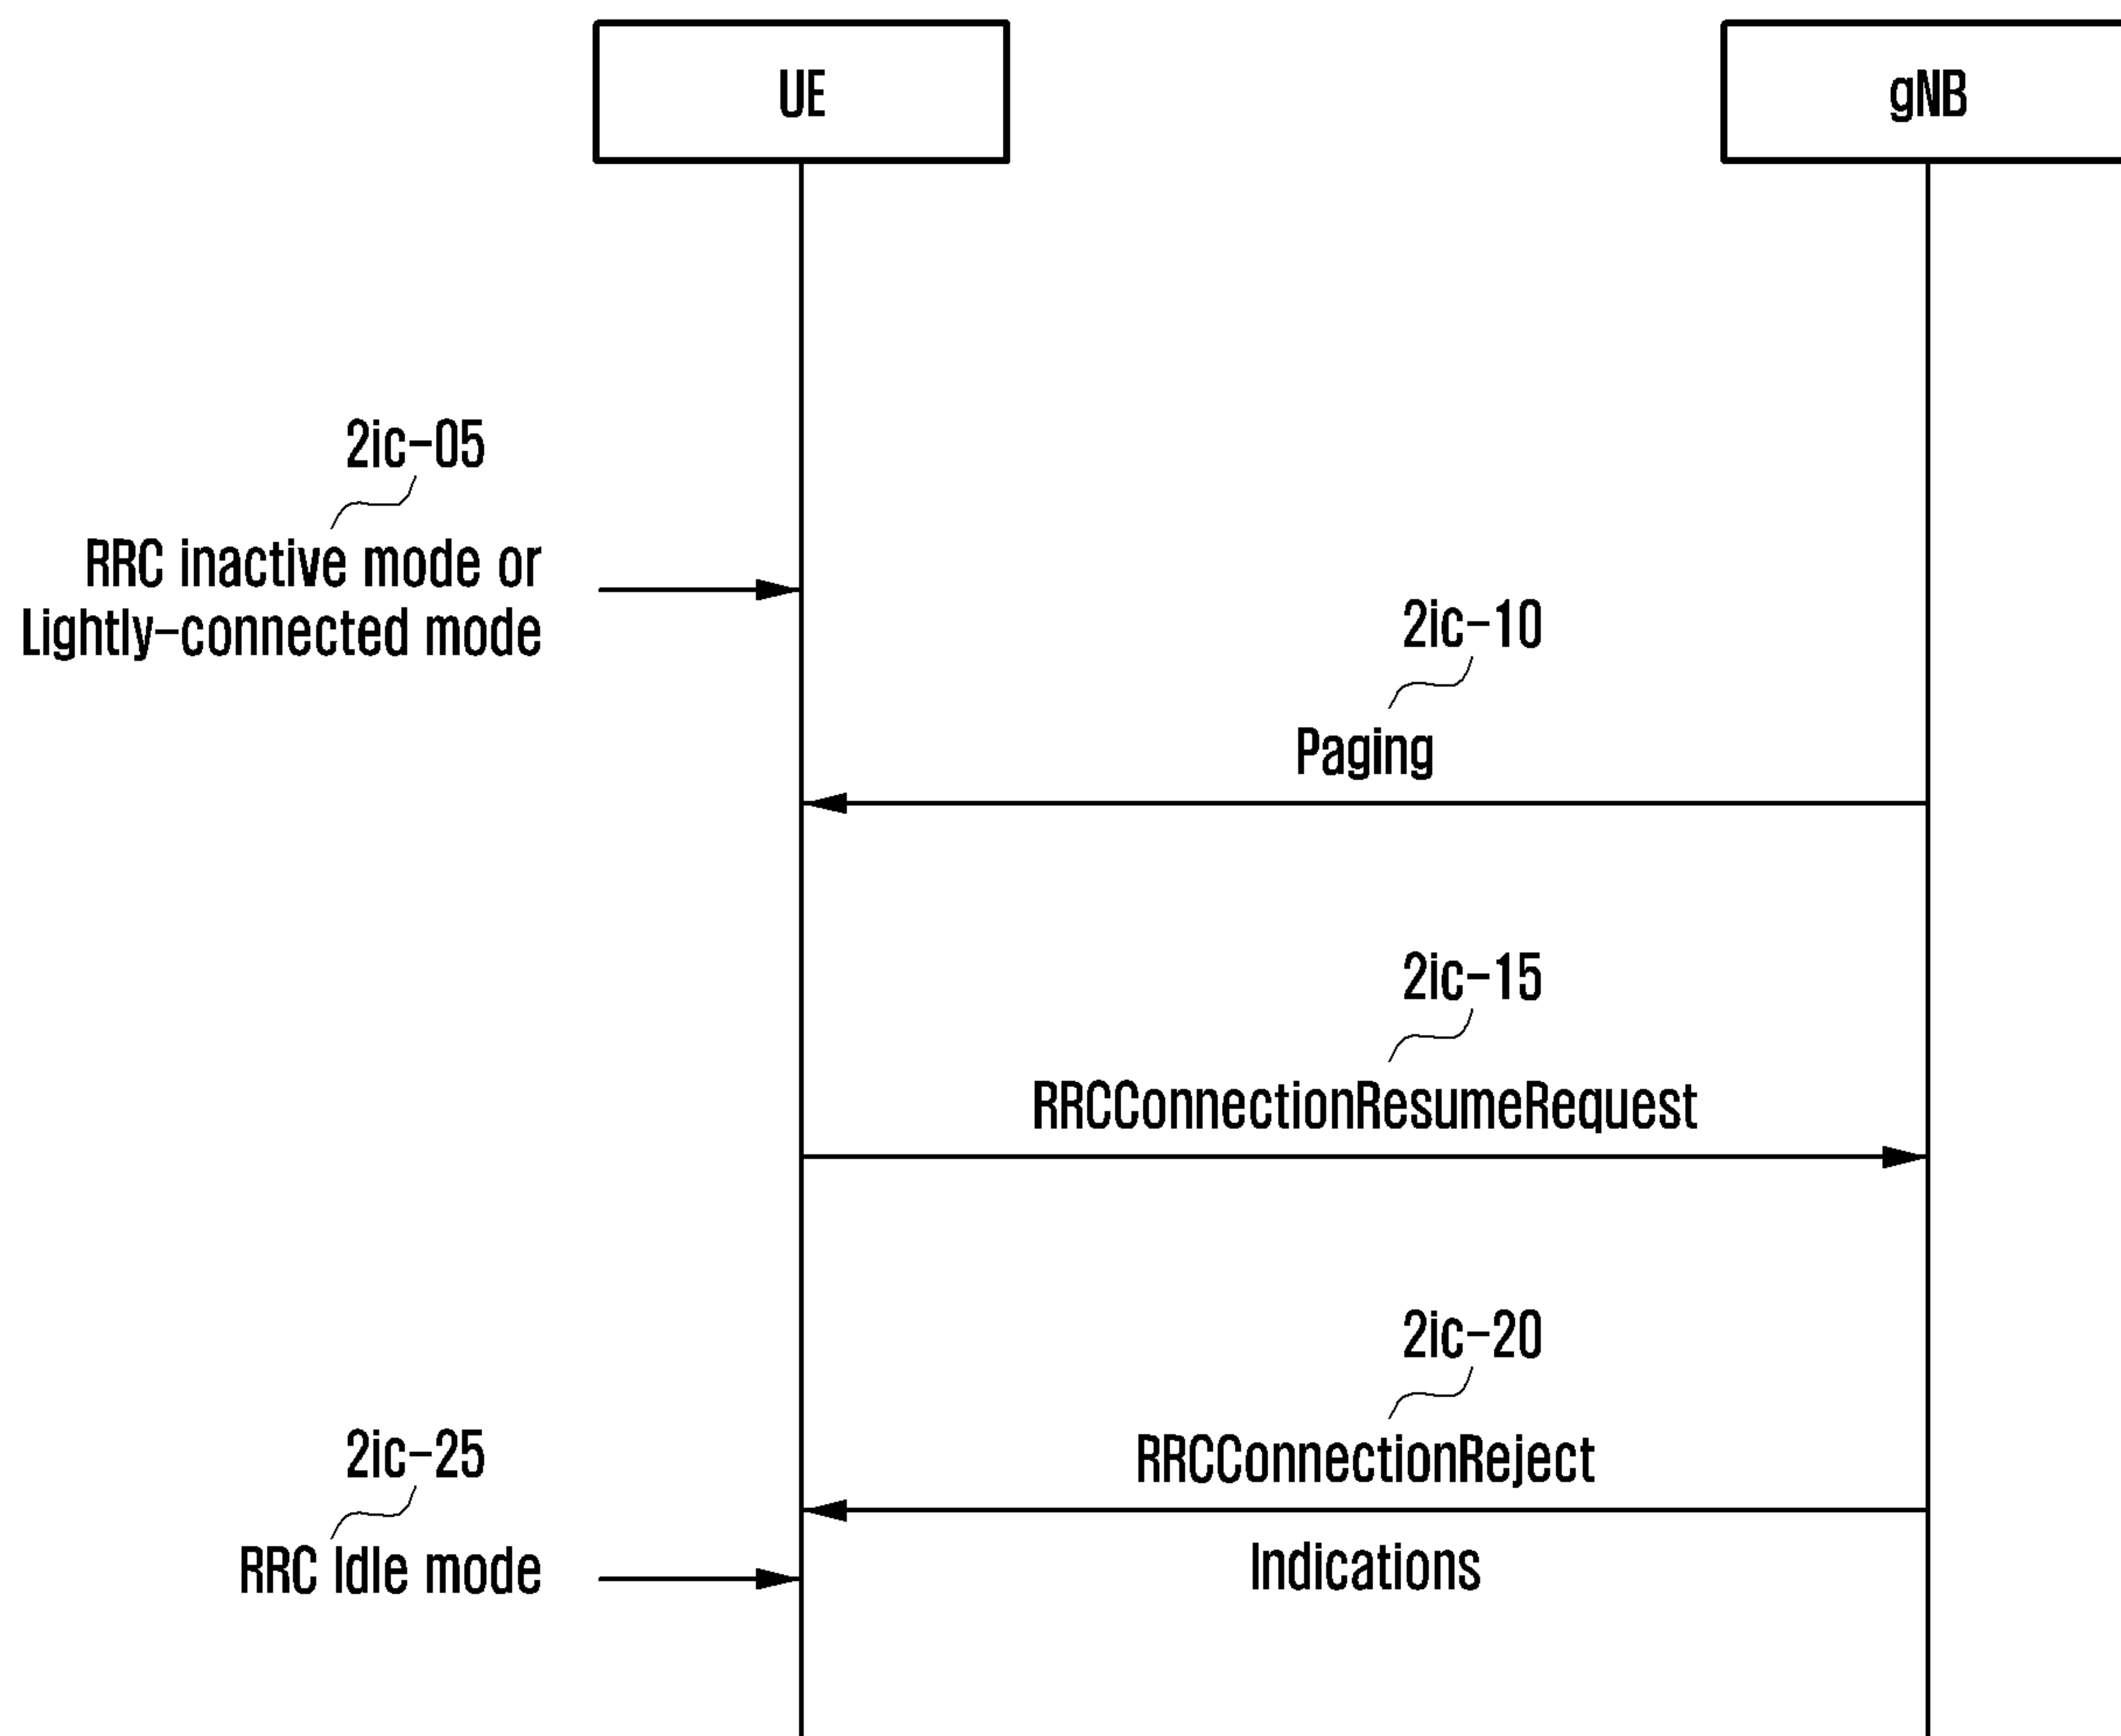 UE
gNB
2ic-05
RRC inactive mode or
Lightly-connected mode
2ic-10
Paging
2ic-15
RRCConnectionResumeRequest
2ic-20
RRCConnectionReject
Indications
2ic-25
RRC Idle mode